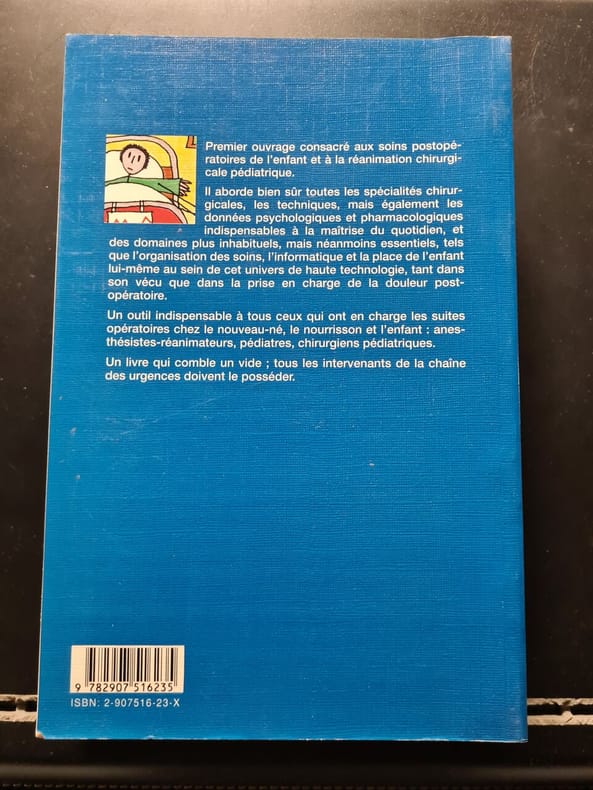 Premier ouvrage consacré aux soins postopé-
ratoires de l'enfant et à la réanimation chirurgi-
cale pédiatrique.
Il aborde bien sûr toutes les spécialités chirur-
gicales, les techniques, mais également les
données psychologiques et pharmacologiques
indispensables à la maîtrise du quotidien, et
des domaines plus inhabituels, mais néanmoins essentiels, tels
que l'organisation des soins, l'informatique et la place de l'enfant
lui-même au sein de cet univers de haute technologie, tant dans
son vécu que dans la prise en charge de la douleur post-
opératoire.
Un outil indispensable à tous ceux qui ont en charge les suites
opératoires chez le nouveau-né, le nourrisson et l'enfant : anes-
thésistes-réanimateurs, pédiatres, chirurgiens pédiatriques.
Un livre qui comble un vide ; tous les intervenants de la chaîne
des urgences doivent le posséder.
9 782907 516235
ISBN: 2-907516-23-X